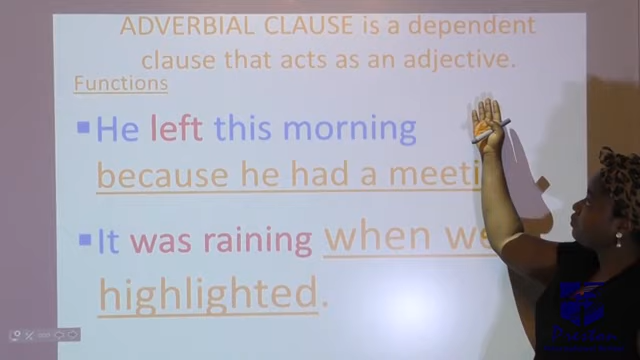 ADVERBIAL CLAUSE is a dependent
clause that acts as an adjective.
Functions
He left this morning
because he had a meeti
It was raining when we
highlighted.